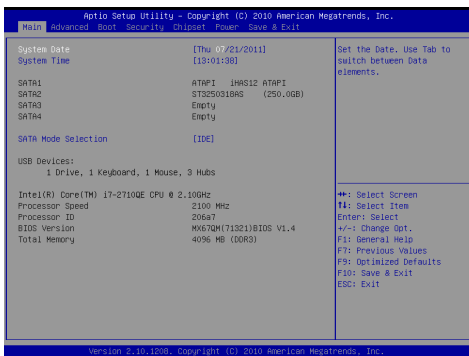 Aptio Setup Utility – Copyright (C) 2010 American Megatrends, Inc.
Main Advanced Boot Security Chipset Power Save & Exit
System Date [Thu 07/21/2011]
System Time [13:01:38]
SATA1 ATAPI iHAS12 ATAPI
SATA2 ST3250318AS (250.0GB)
SATA3 Empty
SATA4 Empty
SATA Mode Selection [IDE]
USB Devices:
1 Drive, 1 Keyboard, 1 Mouse, 3 Hubs
Intel(R) Core(TM) i7-2710QE CPU @ 2.10GHz
Processor Speed 2100 MHz
Processor ID 206a7
BIOS Version MX67QM(71321)BIOS V1.4
Total Memory 4096 MB (DDR3)
Set the Date. Use Tab to
switch between Data
elements.
→←: Select Screen
↑↓: Select Item
Enter: Select
+/-: Change Opt.
F1: General Help
F7: Previous Values
F9: Optimized Defaults
F10: Save & Exit
ESC: Exit
Version 2.10.1208. Copyright (C) 2010 American Megatrends, Inc.